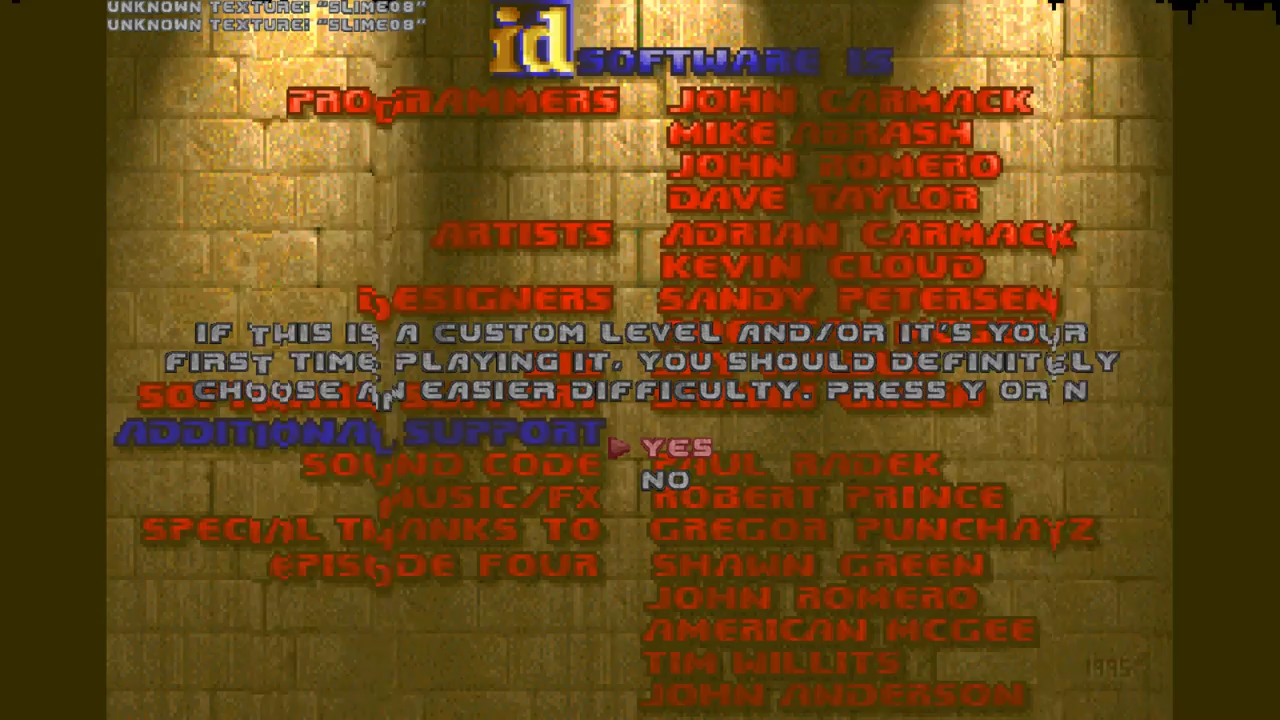 UNKNOWN TEXTURE: "SLIME08"
UNKNOWN TEXTURE: "SLIME08"
id SOFTWARE IS
PROGRAMMERS JOHN CARMACK
MIKE ABRASH
JOHN ROMERO
DAVE TAYLOR
ARTISTS ADRIAN CARMACK
KEVIN CLOUD
DESIGNERS SANDY PETERSEN
IF THIS IS A CUSTOM LEVEL AND/OR IT'S YOUR
FIRST TIME PLAYING IT, YOU SHOULD DEFINITELY
CHOOSE AN EASIER DIFFICULTY. PRESS Y OR N
ADDITIONAL SUPPORT
YES
SOUND CODE PAUL RADEK
NO
MUSIC/FX ROBERT PRINCE
SPECIAL THANKS TO GREGOR PUNCHATZ
EPISODE FOUR SHAWN GREEN
JOHN ROMERO
AMERICAN MCGEE
TIM WILLITS
JOHN ANDERSON
1995